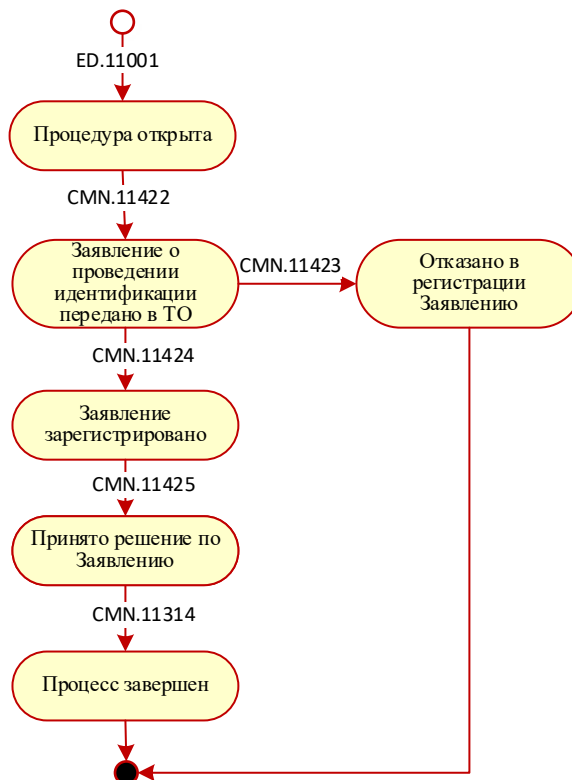 ED.11001
Процедура открыта
CMN.11422
Заявление о
проведении
идентификации
передано в ТО
CMN.11423
Отказано в
регистрации
Заявлению
CMN.11424
Заявление
зарегистрировано
CMN.11425
Принято решение по
Заявлению
CMN.11314
Процесс завершен